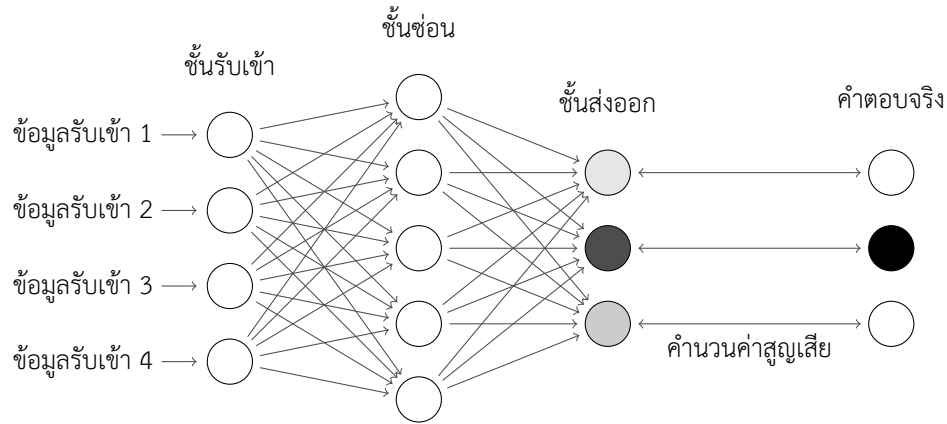 ชั้นซ่อน
ชั้นรับเข้า
ชั้นส่งออก
คำตอบจริง
ข้อมูลรับเข้า 1
ข้อมูลรับเข้า 2
ข้อมูลรับเข้า 3
ข้อมูลรับเข้า 4
คำนวนค่าสูญเสีย